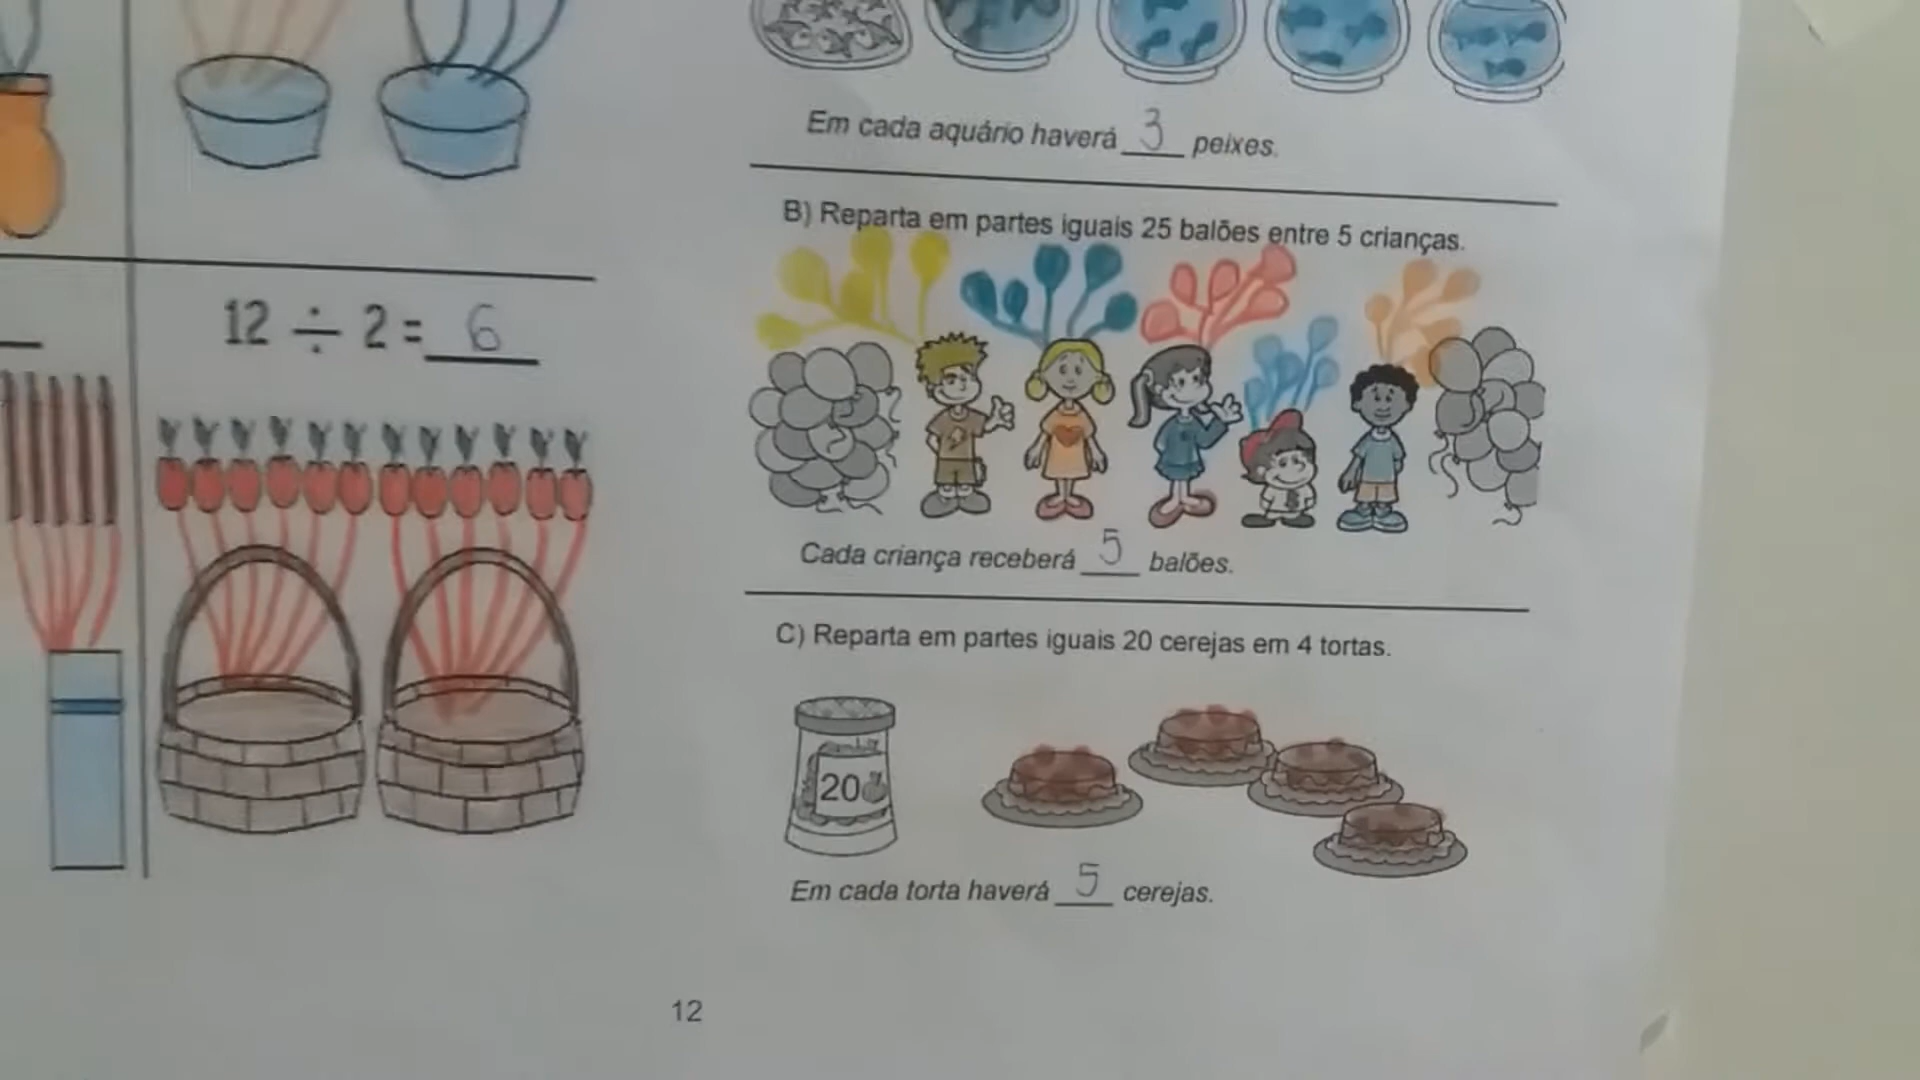 12 ÷ 2 = 6
Em cada aquário haverá 3 peixes.
B) Reparta em partes iguais 25 balões entre 5 crianças.
Cada criança receberá 5 balões.
C) Reparta em partes iguais 20 cerejas em 4 tortas.
20
Em cada torta haverá 5 cerejas.
12